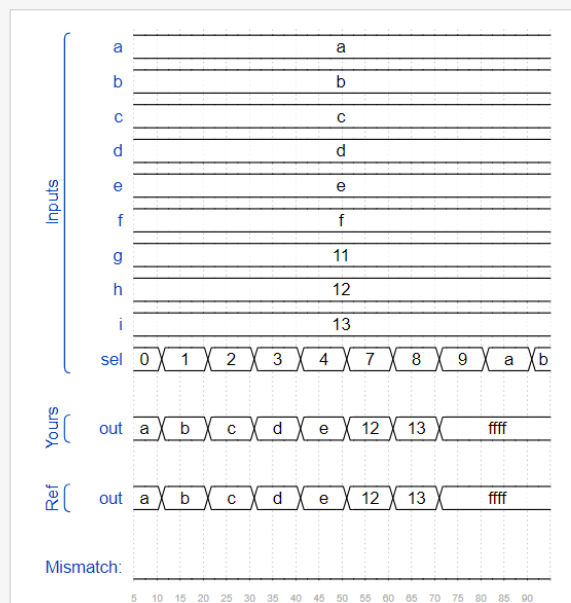 Inputs
a a
b b
c c
d d
e e
f f
g 11
h 12
i 13
sel 0 1 2 3 4 7 8 9 a b
Yours
out a b c d e 12 13 ffff
Ref
out a b c d e 12 13 ffff
Mismatch:
5 10 15 20 25 30 35 40 45 50 55 60 65 70 75 80 85 90